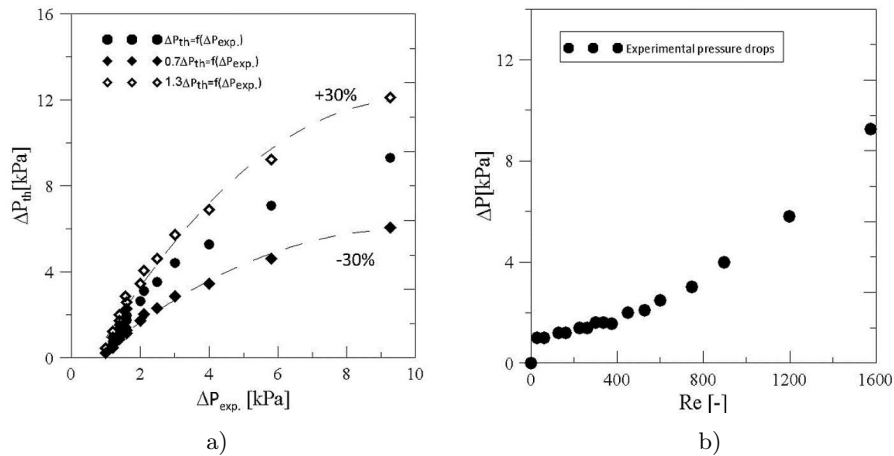 16
12
8
4
0
ΔPth[kPa]
ΔPth=f(ΔPexp.)
0.7ΔPth=f(ΔPexp.)
1.3ΔPth=f(ΔPexp.)
+30%
-30%
0 2 4 6 8 10
ΔPexp. [kPa]
a)
12
8
4
0
ΔP[kPa]
Experimental pressure drops
0 400 800 1200 1600
Re [-]
b)